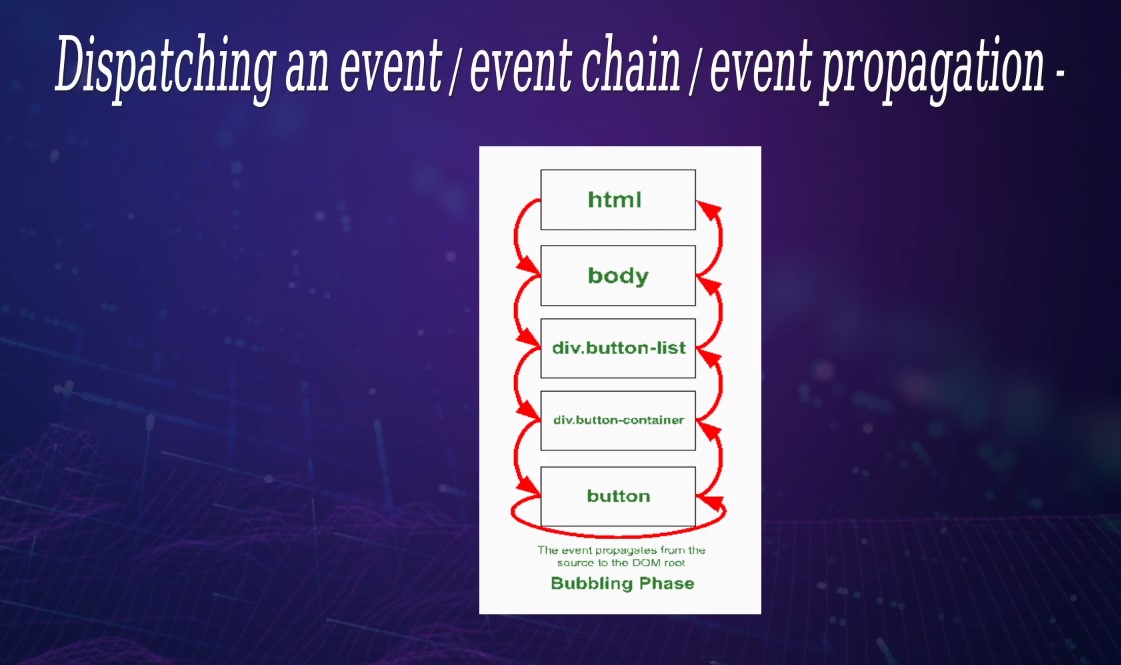 Dispatching an event / event chain / event propagation -
html
body
div.button-list
div.button-container
button
The event propagates from the
source to the DOM root
Bubbling Phase